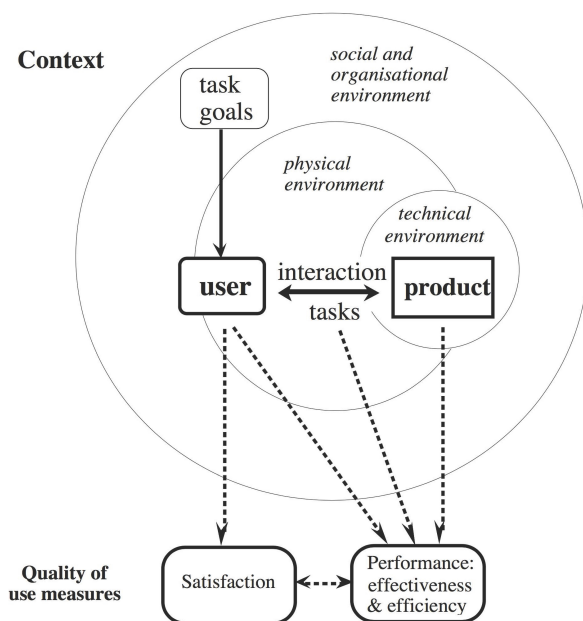 Context
social and
organisational
environment
task
goals
physical
environment
technical
environment
user
interaction
tasks
product
Quality of
use measures
Satisfaction
Performance:
effectiveness
& efficiency